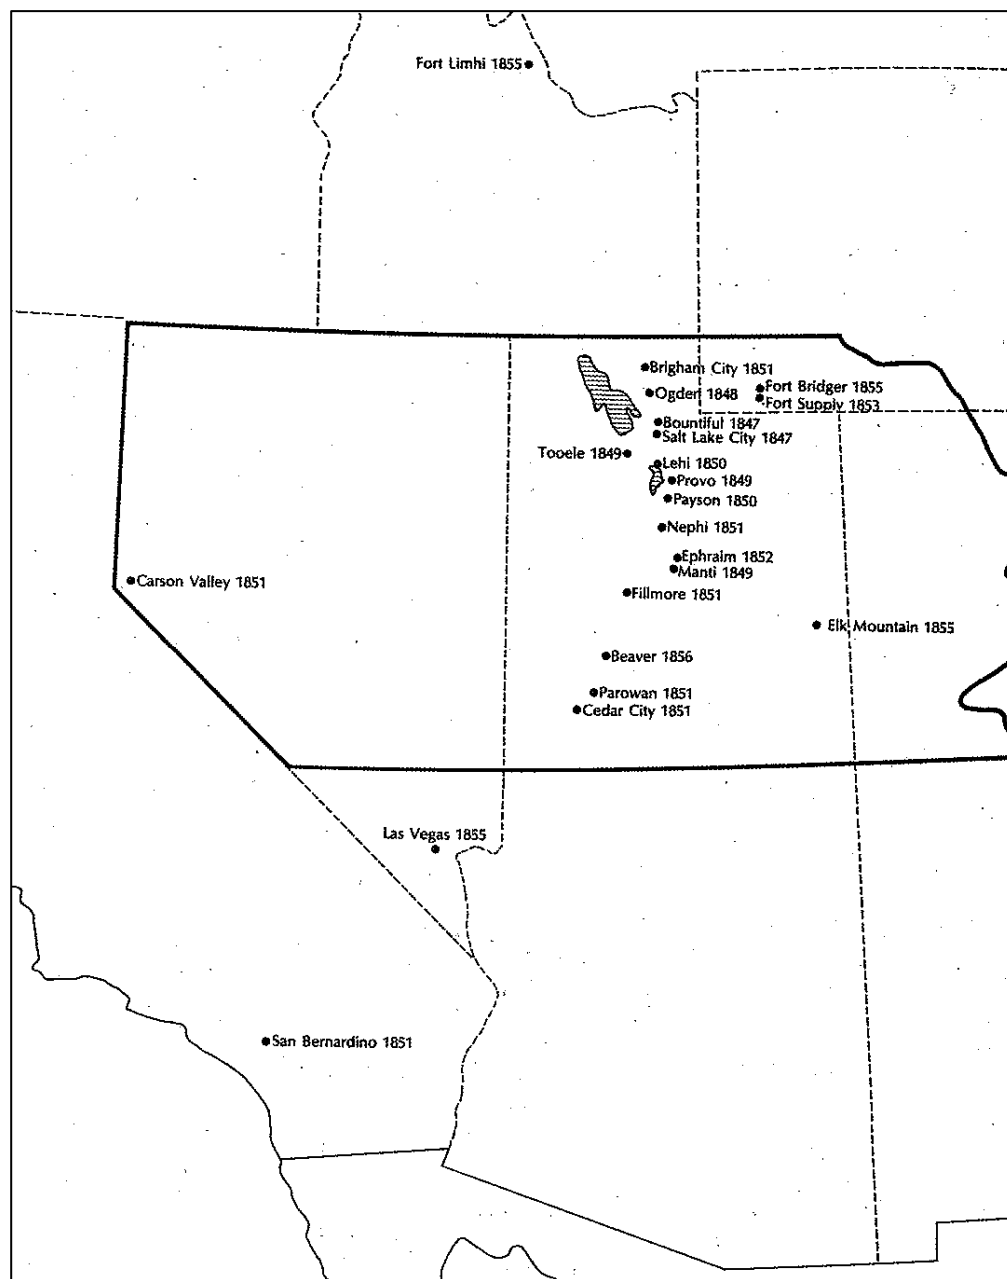 Fort Limhi 1855
Brigham City 1851
Ogden 1848
Fort Bridger 1855
Fort Supply 1853
Bountiful 1847
Salt Lake City 1847
Tooele 1849
Lehi 1850
Provo 1849
Payson 1850
Nephi 1851
Ephraim 1852
Manti 1849
Carson Valley 1851
Fillmore 1851
Elk Mountain 1855
Beaver 1856
Parowan 1851
Cedar City 1851
Las Vegas 1855
San Bernardino 1851